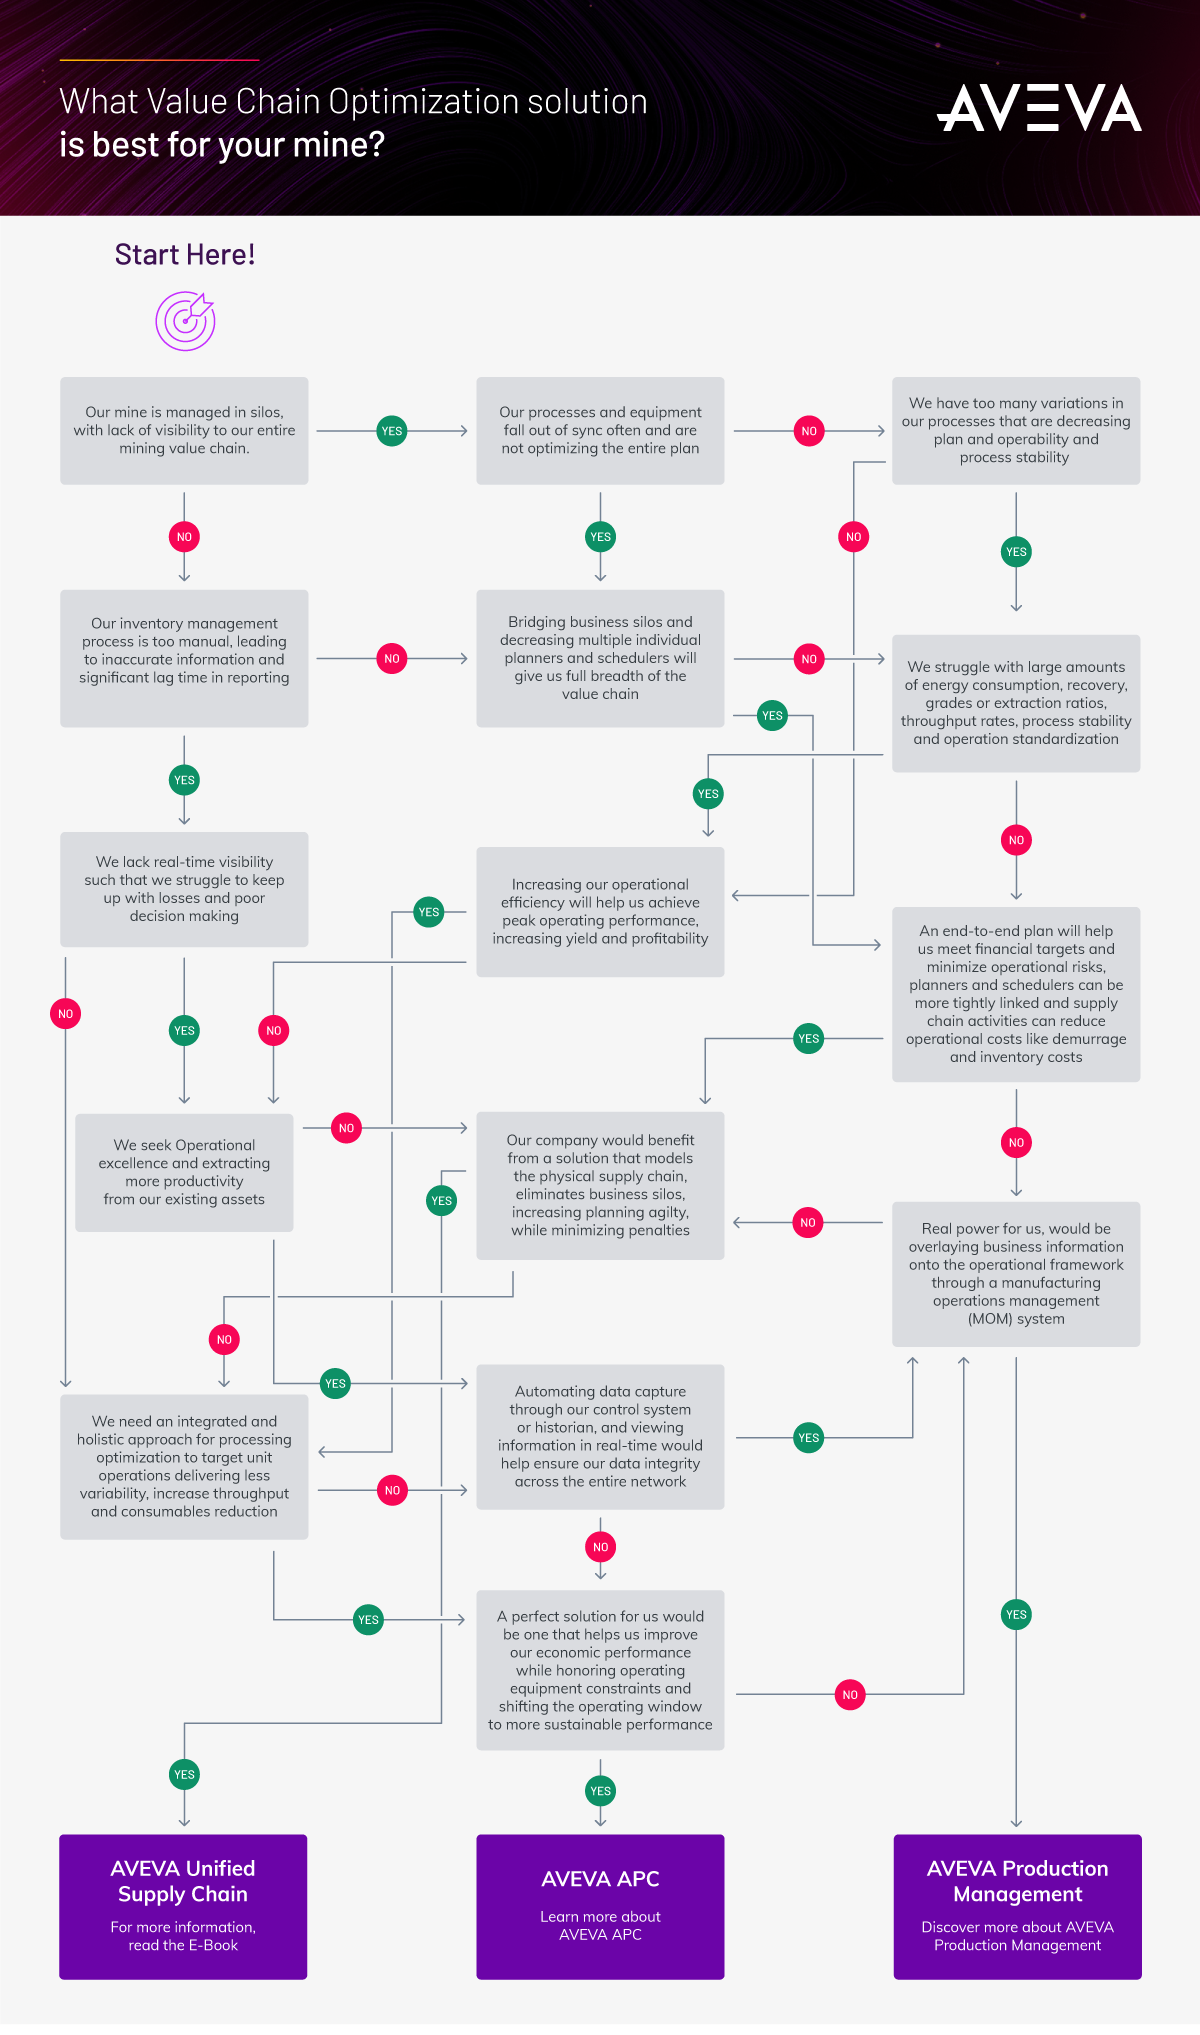 What Value Chain Optimization solution
is best for your mine?
AVEVA
Start Here!
Our mine is managed in silos,
with lack of visibility to our entire
mining value chain.
YES
Our processes and equipment
fall out of sync often and are
not optimizing the entire plan
NO
We have too many variations in
our processes that are decreasing
plan and operability and
process stability
NO
YES
NO
YES
Our inventory management
process is too manual, leading
to inaccurate information and
significant lag time in reporting
NO
Bridging business silos and
decreasing multiple individual
planners and schedulers will
give us full breadth of the
value chain
NO
YES
We struggle with large amounts
of energy consumption, recovery,
grades or extraction ratios,
throughput rates, process stability
and operation standardization
YES
YES
NO
We lack real-time visibility
such that we struggle to keep
up with losses and poor
decision making
YES
Increasing our operational
efficiency will help us achieve
peak operating performance,
increasing yield and profitability
An end-to-end plan will help
us meet financial targets and
minimize operational risks,
planners and schedulers can be
more tightly linked and supply
chain activities can reduce
operational costs like demurrage
and inventory costs
NO
YES
NO
YES
NO
We seek Operational
excellence and extracting
more productivity
from our existing assets
NO
YES
Our company would benefit
from a solution that models
the physical supply chain,
eliminates business silos,
increasing planning agilty,
while minimizing penalties
NO
Real power for us, would be
overlaying business information
onto the operational framework
through a manufacturing
operations management
(MOM) system
NO
YES
We need an integrated and
holistic approach for processing
optimization to target unit
operations delivering less
variability, increase throughput
and consumables reduction
NO
Automating data capture
through our control system
or historian, and viewing
information in real-time would
help ensure our data integrity
across the entire network
YES
NO
YES
A perfect solution for us would
be one that helps us improve
our economic performance
while honoring operating
equipment constraints and
shifting the operating window
to more sustainable performance
NO
YES
YES
YES
AVEVA Unified
Supply Chain
For more information,
read the E-Book
AVEVA APC
Learn more about
AVEVA APC
AVEVA Production
Management
Discover more about AVEVA
Production Management